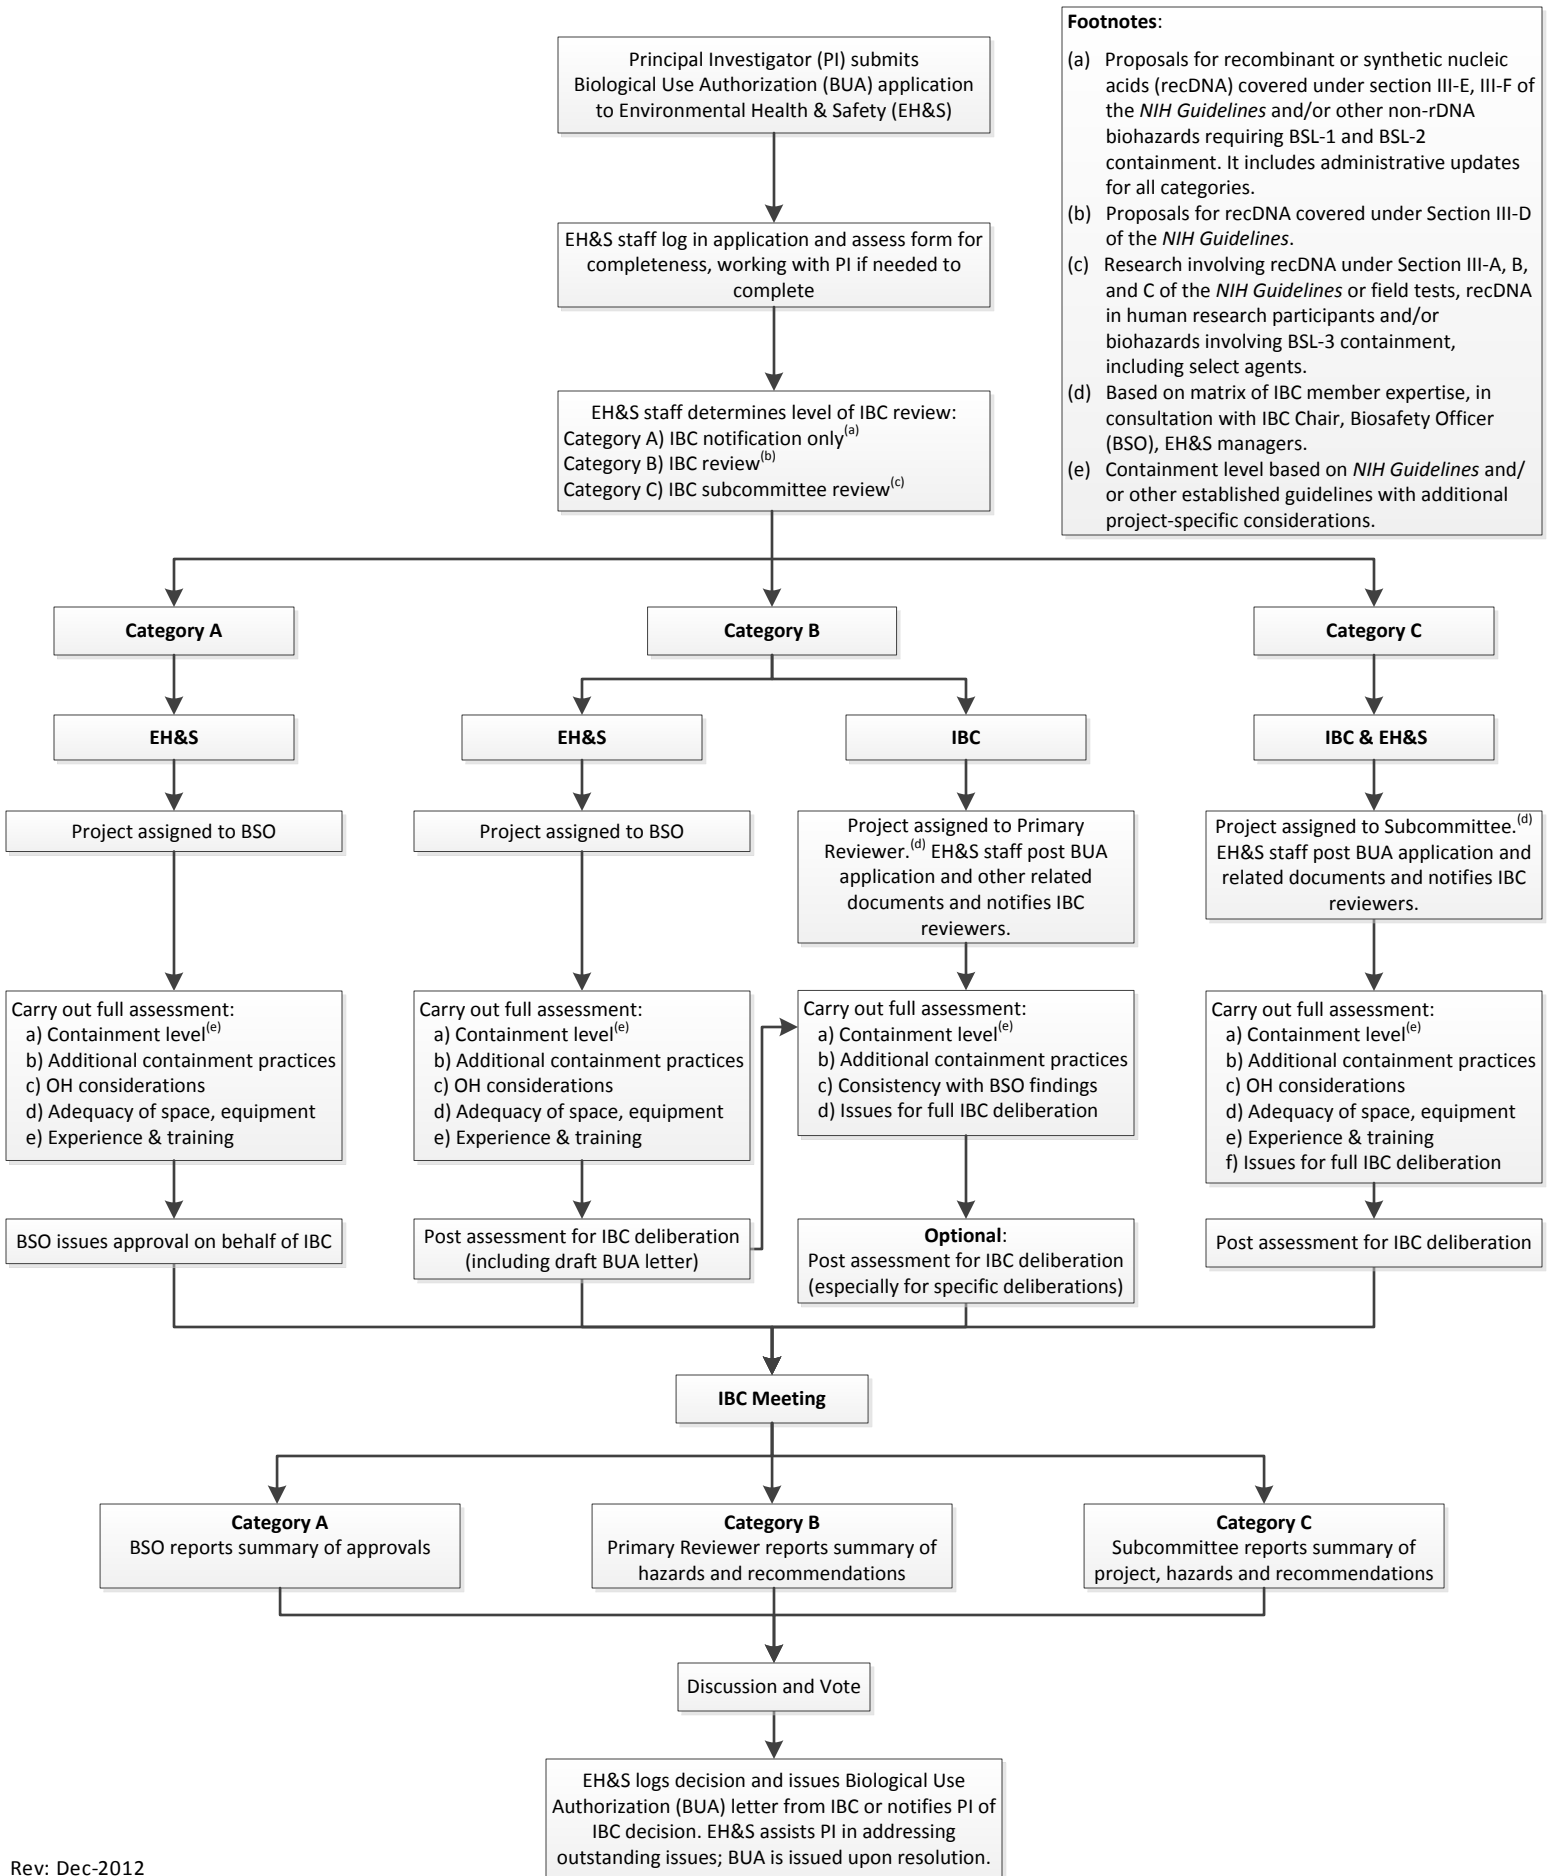 Principal Investigator (PI) submits
Biological Use Authorization (BUA) application
to Environmental Health & Safety (EH&S)
Footnotes:
(a) Proposals for recombinant or synthetic nucleic
acids (recDNA) covered under section III-E, III-F of
the NIH Guidelines and/or other non-rDNA
biohazards requiring BSL-1 and BSL-2
containment. It includes administrative updates
for all categories.
(b) Proposals for recDNA covered under Section III-D
of the NIH Guidelines.
(c) Research involving recDNA under Section III-A, B,
and C of the NIH Guidelines or field tests, recDNA
in human research participants and/or
biohazards involving BSL-3 containment,
including select agents.
(d) Based on matrix of IBC member expertise, in
consultation with IBC Chair, Biosafety Officer
(BSO), EH&S managers.
(e) Containment level based on NIH Guidelines and/
or other established guidelines with additional
project-specific considerations.
EH&S staff log in application and assess form for
completeness, working with PI if needed to
complete
EH&S staff determines level of IBC review:
Category A) IBC notification only(a)
Category B) IBC review(b)
Category C) IBC subcommittee review(c)
Category A
Category B
Category C
EH&S
EH&S
IBC
IBC & EH&S
Project assigned to BSO
Project assigned to BSO
Project assigned to Primary
Reviewer.(d) EH&S staff post BUA
application and other related
documents and notifies IBC
reviewers.
Project assigned to Subcommittee.(d)
EH&S staff post BUA application and
related documents and notifies IBC
reviewers.
Carry out full assessment:
a) Containment level(e)
b) Additional containment practices
c) OH considerations
d) Adequacy of space, equipment
e) Experience & training
Carry out full assessment:
a) Containment level(e)
b) Additional containment practices
c) OH considerations
d) Adequacy of space, equipment
e) Experience & training
Carry out full assessment:
a) Containment level(e)
b) Additional containment practices
c) Consistency with BSO findings
d) Issues for full IBC deliberation
Carry out full assessment:
a) Containment level(e)
b) Additional containment practices
c) OH considerations
d) Adequacy of space, equipment
e) Experience & training
f) Issues for full IBC deliberation
BSO issues approval on behalf of IBC
Post assessment for IBC deliberation
(including draft BUA letter)
Optional:
Post assessment for IBC deliberation
(especially for specific deliberations)
Post assessment for IBC deliberation
IBC Meeting
Category A
BSO reports summary of approvals
Category B
Primary Reviewer reports summary of
hazards and recommendations
Category C
Subcommittee reports summary of
project, hazards and recommendations
Discussion and Vote
EH&S logs decision and issues Biological Use
Authorization (BUA) letter from IBC or notifies PI of
IBC decision. EH&S assists PI in addressing
outstanding issues; BUA is issued upon resolution.
Rev: Dec-2012